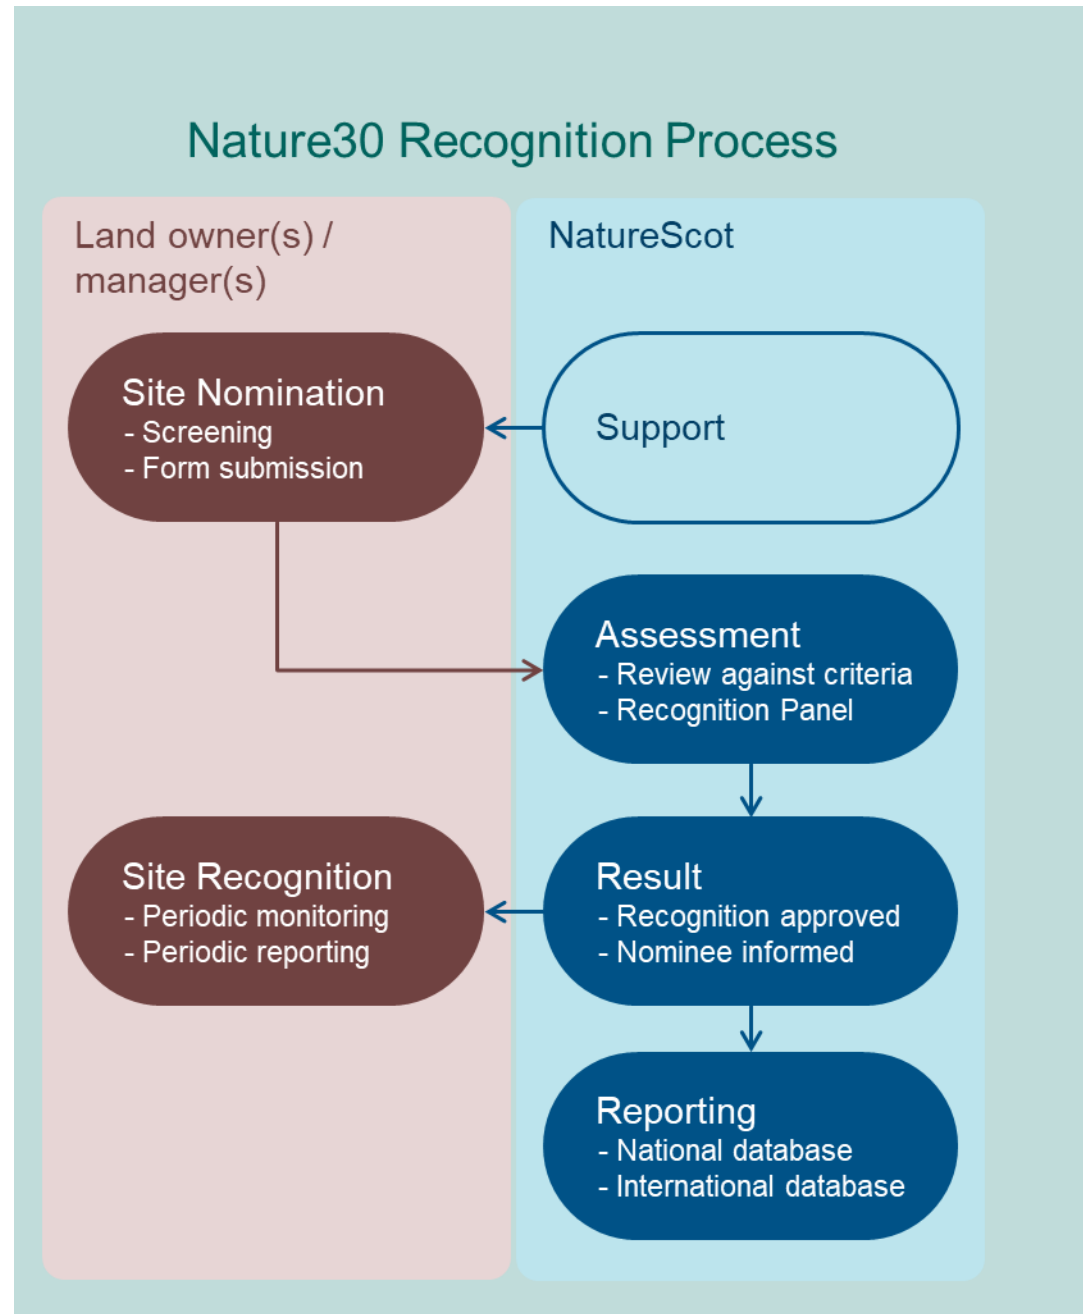 Nature30 Recognition Process
Land owner(s) /
manager(s)
NatureScot
Site Nomination
- Screening
- Form submission
Support
Assessment
- Review against criteria
- Recognition Panel
Site Recognition
- Periodic monitoring
- Periodic reporting
Result
- Recognition approved
- Nominee informed
Reporting
- National database
- International database